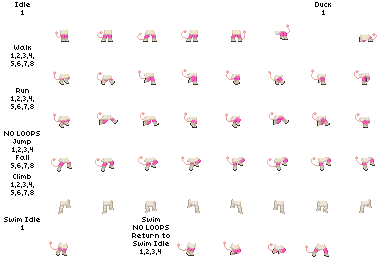 Idle
1
Duck
1
Walk
1,2,3,4,
5,6,7,8
Run
1,2,3,4,
5,6,7,8
NO LOOPS
Jump
1,2,3,4
Fall
5,6,7,8
Climb
1,2,3,4,
5,6,7,8
Swim Idle
1
Swim
NO LOOPS
Return to
Swim Idle
1,2,3,4